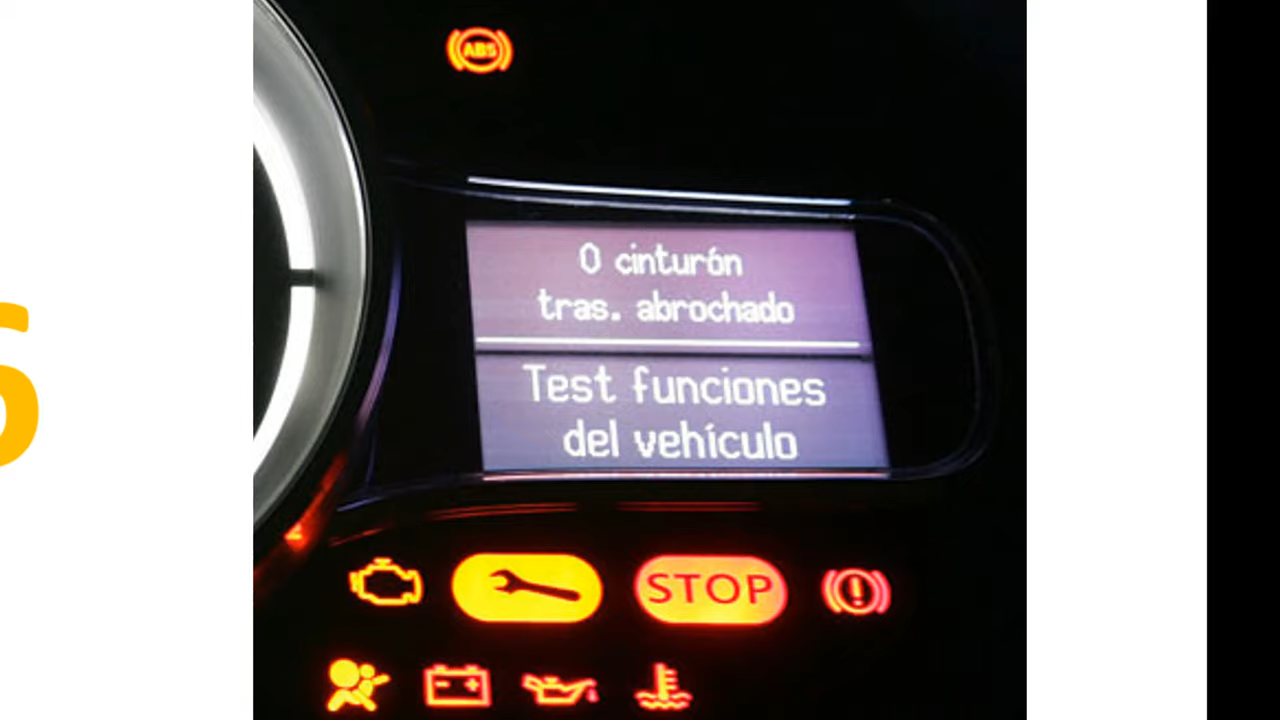 ABS
0 cinturón
tras. abrochado
Test funciones
del vehículo
STOP